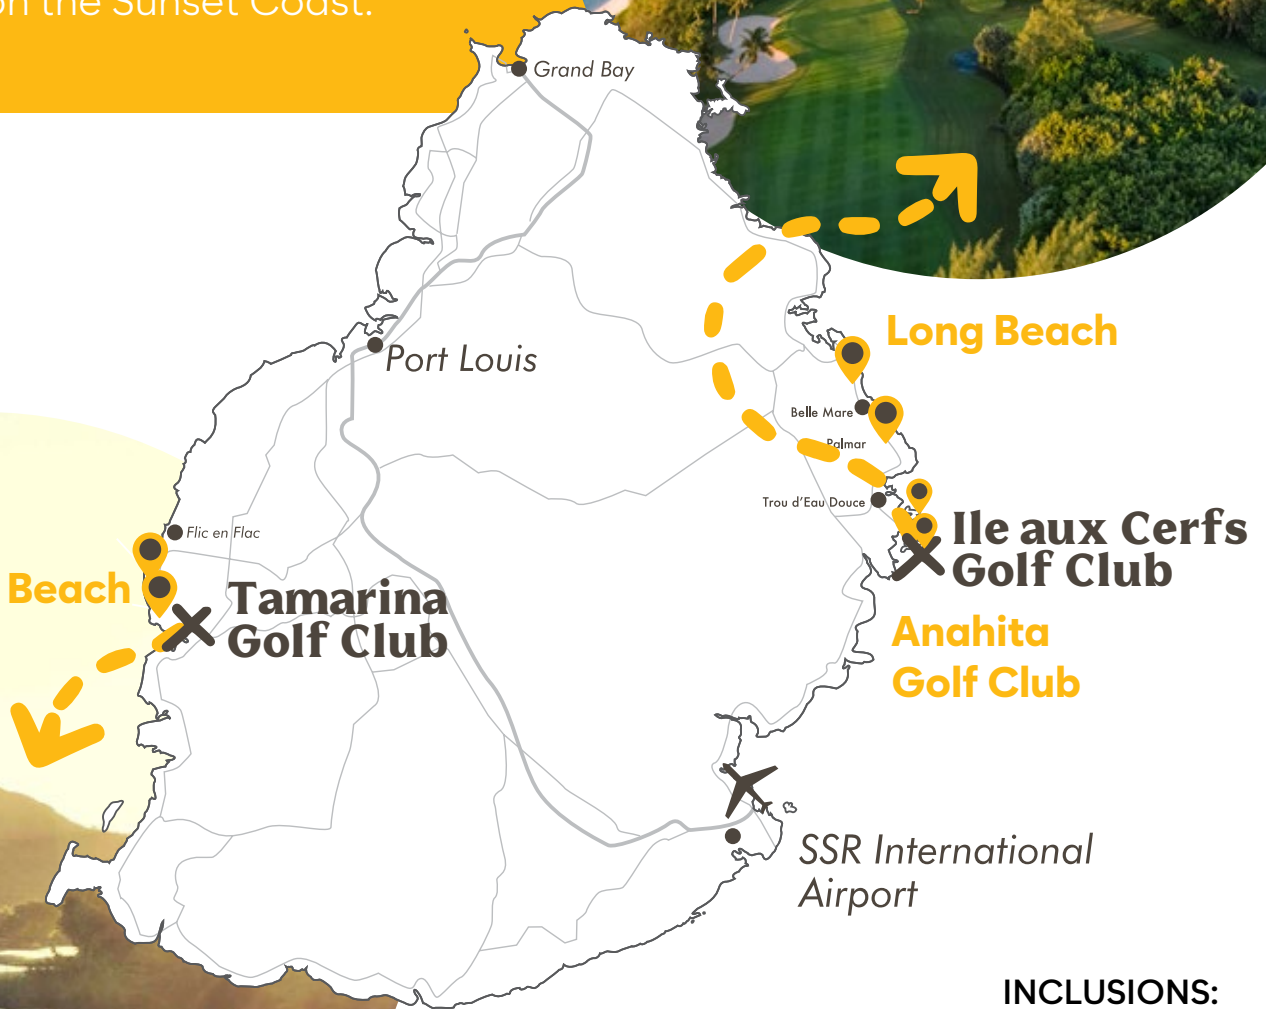 on the Sunset Coast.
Grand Bay
Long Beach
Port Louis
Belle Mare
Palmar
Trou d'Eau Douce
Ile aux Cerfs
Golf Club
Flic en Flac
Beach
Tamarina
Golf Club
Anahita
Golf Club
SSR International
Airport
INCLUSIONS: